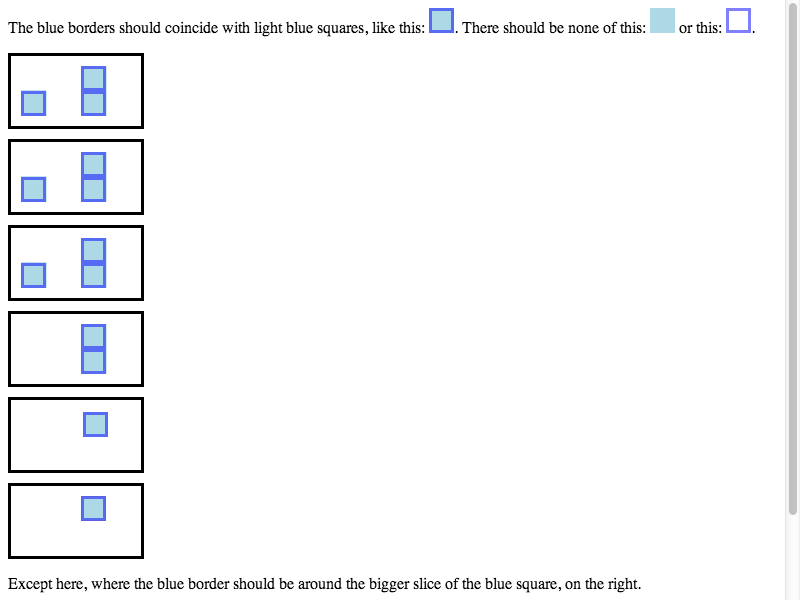 The blue borders should coincide with light blue squares, like this: . There should be none of this: or this: .
Except here, where the blue border should be around the bigger slice of the blue square, on the right.